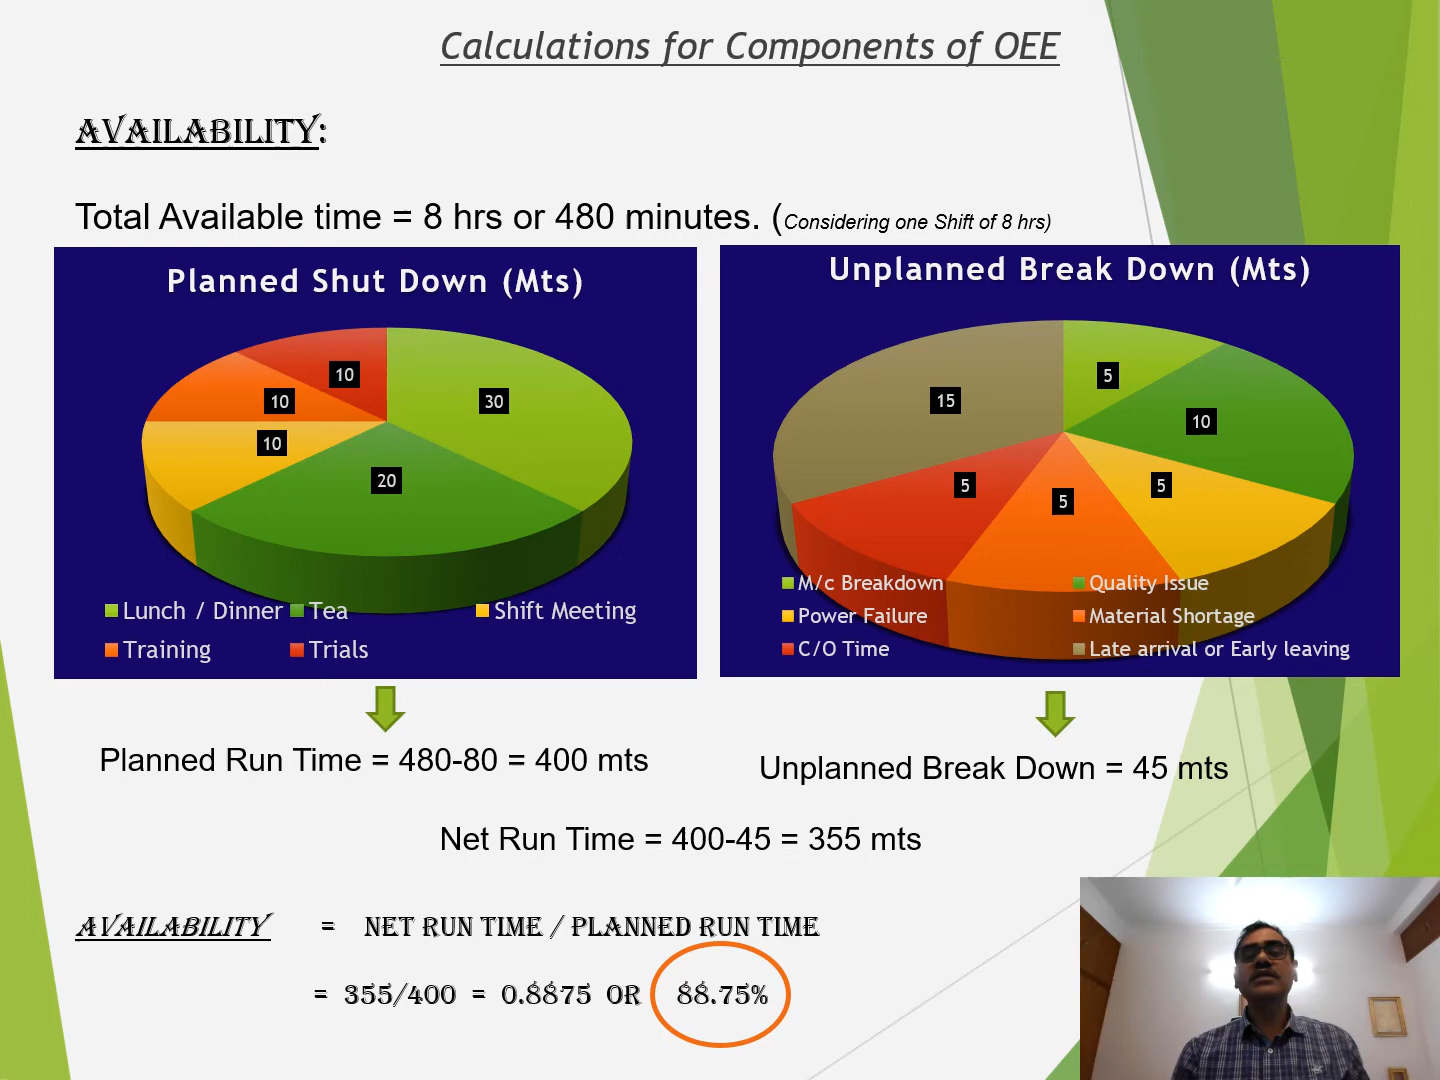 Calculations for Components of OEE
AVAILABILITY:
Total Available time = 8 hrs or 480 minutes. (Considering one Shift of 8 hrs)
Planned Shut Down (Mts)
10
30
10
10
20
Lunch / Dinner Tea Shift Meeting
Training Trials
Unplanned Break Down (Mts)
5
15
10
5
5
5
M/c Breakdown Quality Issue
Power Failure Material Shortage
C/O Time Late arrival or Early leaving
Planned Run Time = 480-80 = 400 mts
Unplanned Break Down = 45 mts
Net Run Time = 400-45 = 355 mts
AVAILABILITY = NET RUN TIME / PLANNED RUN TIME
= 355/400 = 0.8875 OR 88.75%